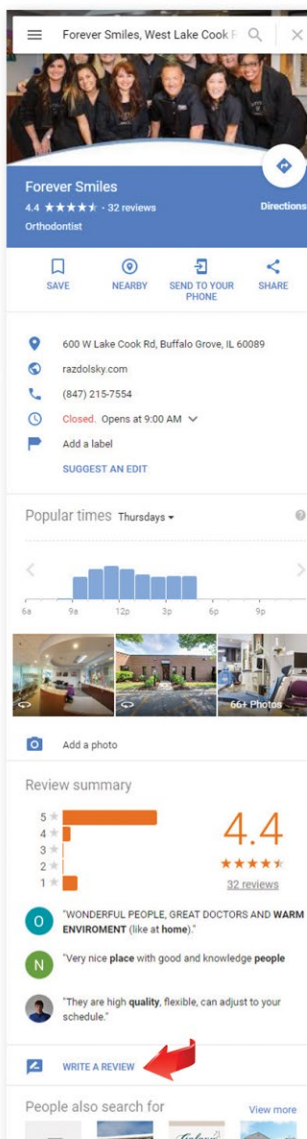 Forever Smiles, West Lake Cook
Forever Smiles
4.4 ★★★★★ · 32 reviews
Directions
Orthodontist
SAVE
NEARBY
SEND TO YOUR
PHONE
SHARE
600 W Lake Cook Rd, Buffalo Grove, IL 60089
razdolsky.com
(847) 215-7554
Closed. Opens at 9:00 AM
Add a label
SUGGEST AN EDIT
Popular times Thursdays
6a 9a 12p 3p 6p 9p
66+ Photos
Add a photo
Review summary
5 ★
4 ★
3 ★
2 ★
1 ★
4.4
32 reviews
O
"WONDERFUL PEOPLE, GREAT DOCTORS AND WARM
ENVIROMENT (like at home)."
N
"Very nice place with good and knowledge people
"They are high quality, flexible, can adjust to your
schedule."
WRITE A REVIEW
People also search for
View more